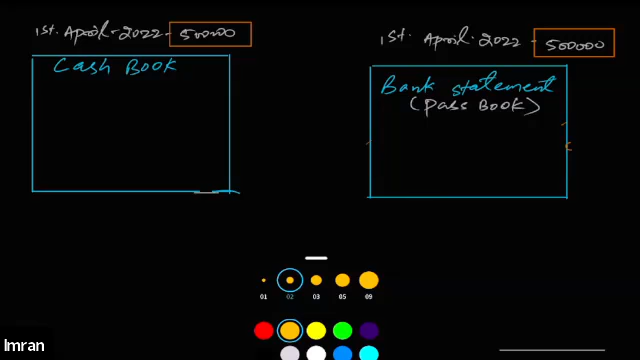 1st. April - 2022 - 500000
Cash Book
1st. April - 2022 - 500000
Bank statement
(Pass Book)
01 02 03 05 09
Imran